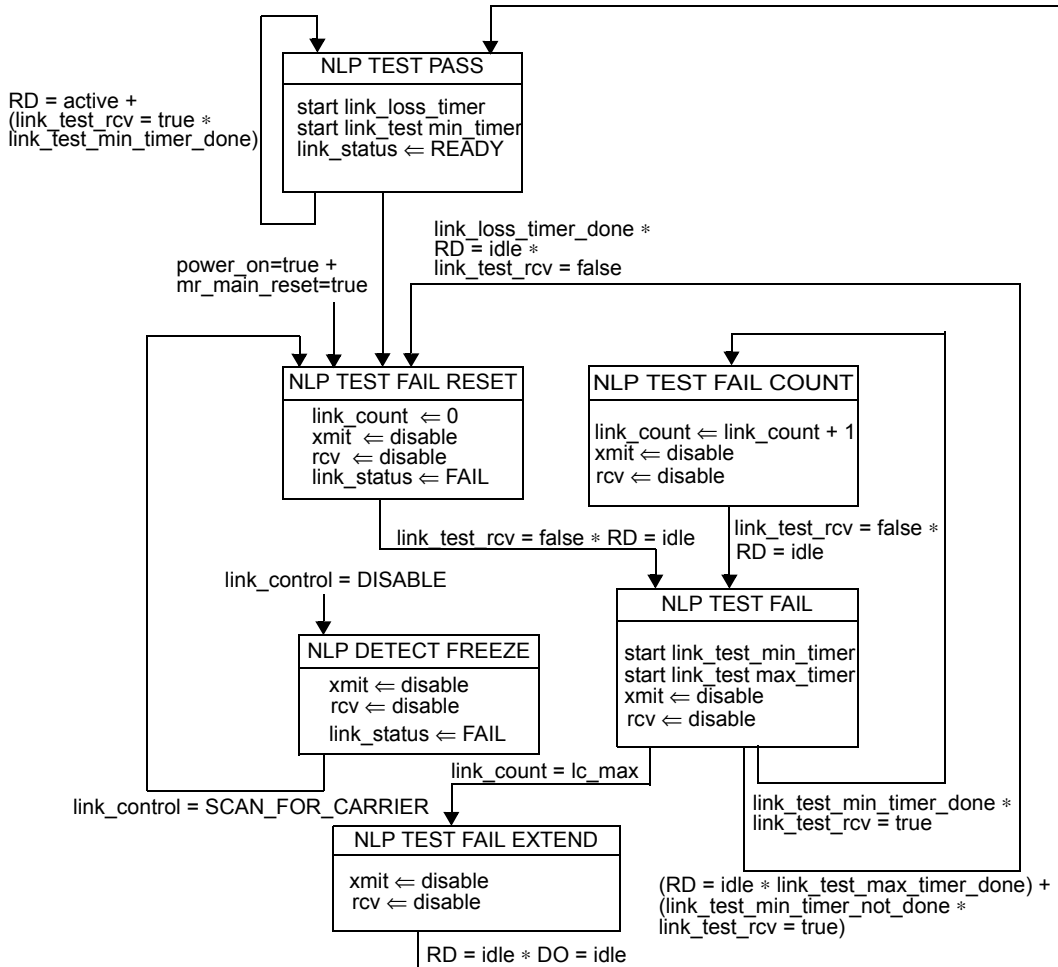 NLP TEST PASS
start link_loss_timer
start link_test min_timer
link_status ⇐ READY
RD = active +
(link_test_rcv = true *
link_test_min_timer_done)
link_loss_timer_done *
RD = idle *
link_test_rcv = false
power_on=true +
mr_main_reset=true
NLP TEST FAIL RESET
link_count ⇐ 0
xmit ⇐ disable
rcv ⇐ disable
link_status ⇐ FAIL
NLP TEST FAIL COUNT
link_count ⇐ link_count + 1
xmit ⇐ disable
rcv ⇐ disable
link_test_rcv = false * RD = idle
link_test_rcv = false *
RD = idle
link_control = DISABLE
NLP DETECT FREEZE
xmit ⇐ disable
rcv ⇐ disable
link_status ⇐ FAIL
NLP TEST FAIL
start link_test_min_timer
start link_test max_timer
xmit ⇐ disable
rcv ⇐ disable
link_count = lc_max
link_control = SCAN_FOR_CARRIER
link_test_min_timer_done *
link_test_rcv = true
NLP TEST FAIL EXTEND
xmit ⇐ disable
rcv ⇐ disable
(RD = idle * link_test_max_timer_done) +
(link_test_min_timer_not_done *
link_test_rcv = true)
RD = idle * DO = idle